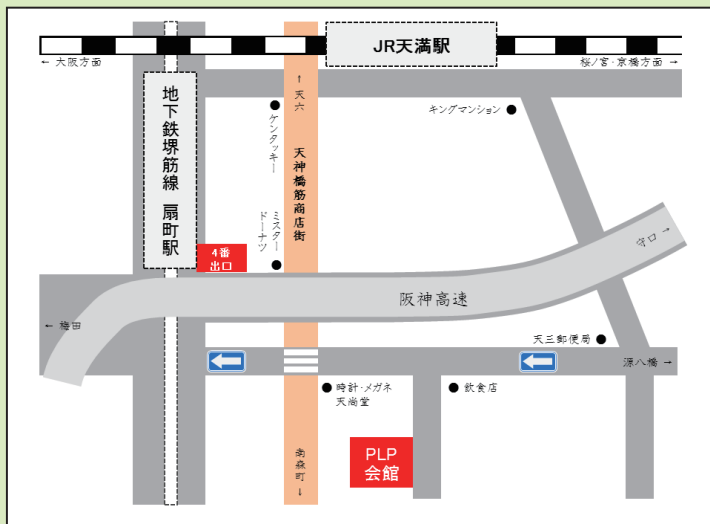 JR天満駅
← 大阪方面
桜ノ宮・京橋方面 →
地下鉄堺筋線 扇町駅
← 天六
ケンタッキー
キングマンション
天神橋筋商店街
ミスター
ドーナツ
4番
出口
守口 →
阪神高速
← 梅田
天三郵便局
源八橋 →
時計・メガネ
天尚堂
飲食店
PLP
会館
南森町 →